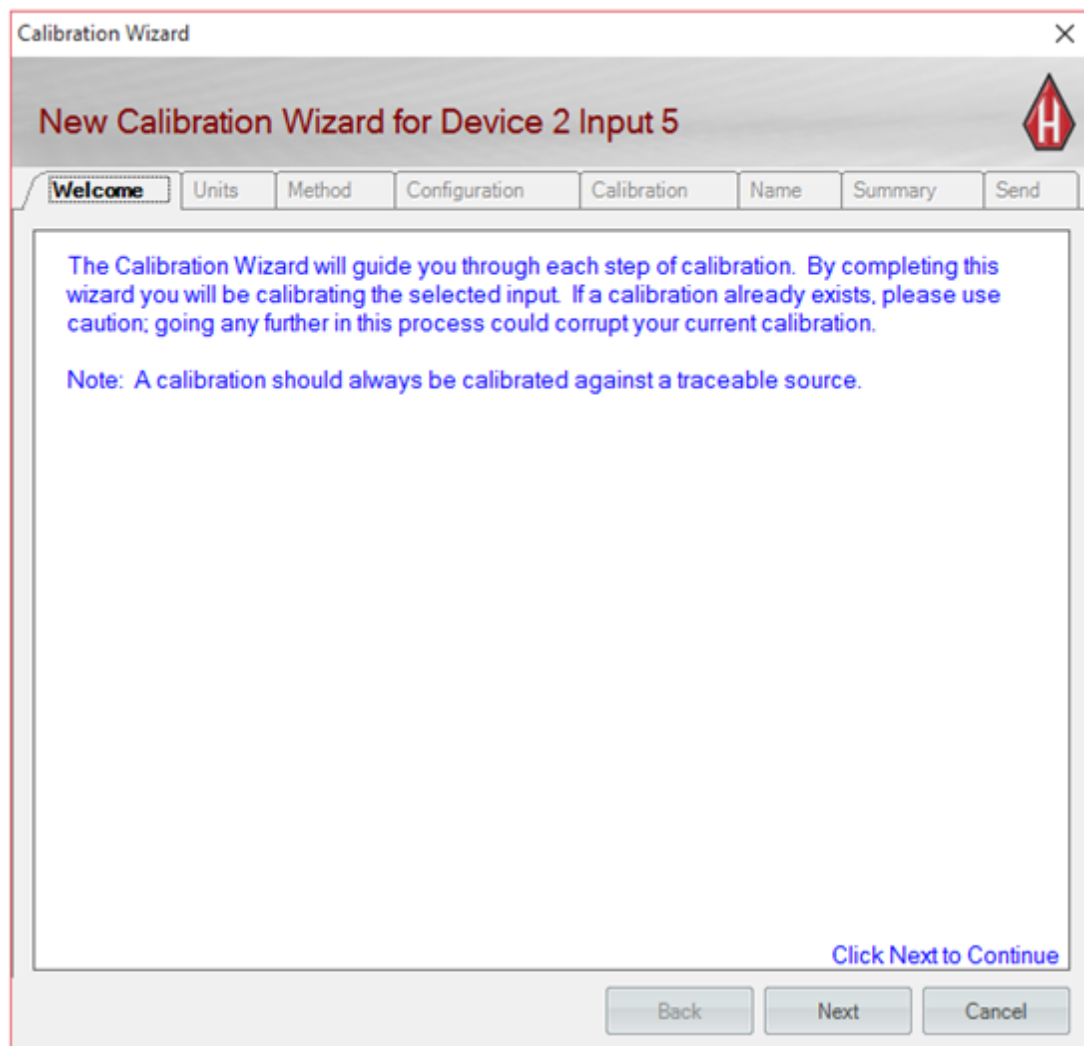 Calibration Wizard
New Calibration Wizard for Device 2 Input 5
H
Welcome Units Method Configuration Calibration Name Summary Send
The Calibration Wizard will guide you through each step of calibration. By completing this
wizard you will be calibrating the selected input. If a calibration already exists, please use
caution; going any further in this process could corrupt your current calibration.
Note: A calibration should always be calibrated against a traceable source.
Click Next to Continue
Back Next Cancel